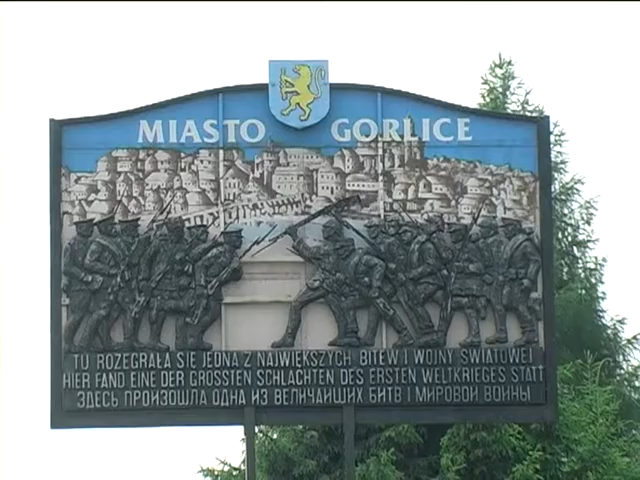 MIASTO GORLICE
TU ROZEGRAŁA SIĘ JEDNA Z NAJWIĘKSZYCH BITEW I WOJNY ŚWIATOWEJ
HIER FAND EINE DER GROSSTEN SCHLACHTEN DES ERSTEN WELTKRIEGES STATT
ЗДЕСЬ ПРОИЗОШЛА ОДНА ИЗ ВЕЛИЧАЙШИХ БИТВ I МИРОВОЙ ВОЙНЫ